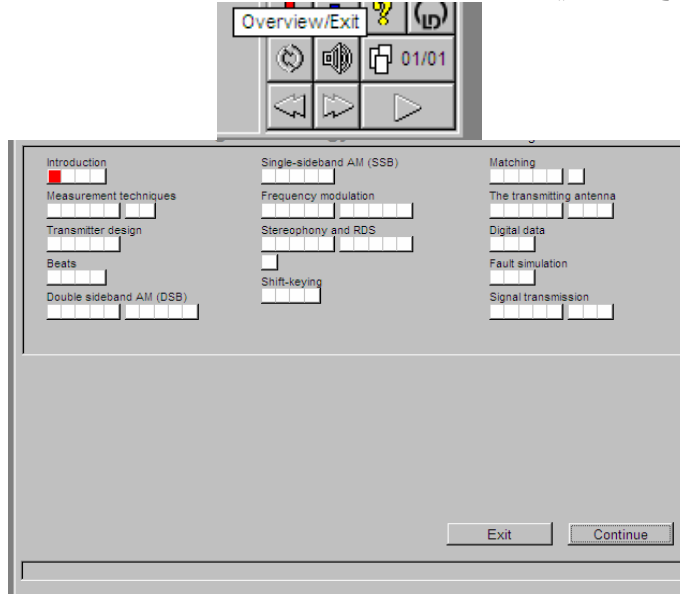 Overview/Exit
LD
01/01
Introduction
Single-sideband AM (SSB)
Matching
Measurement techniques
Frequency modulation
The transmitting antenna
Transmitter design
Stereophony and RDS
Digital data
Beats
Fault simulation
Shift-keying
Double sideband AM (DSB)
Signal transmission
Exit
Continue